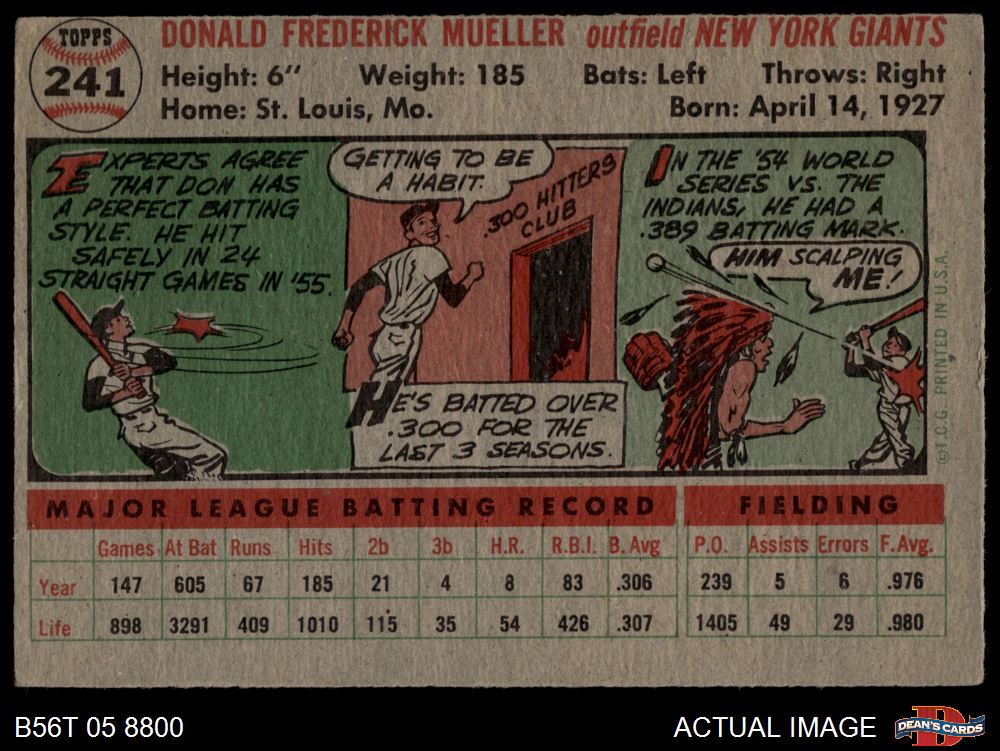 TOPPS
241
DONALD FREDERICK MUELLER outfield NEW YORK GIANTS
Height: 6" Weight: 185 Bats: Left Throws: Right
Home: St. Louis, Mo. Born: April 14, 1927
EXPERTS AGREE
THAT DON HAS
A PERFECT BATTING
STYLE. HE HIT
SAFELY IN 24
STRAIGHT GAMES IN '55.
GETTING TO BE
A HABIT.
.300 HITTERS
CLUB
HE'S BATTED OVER
.300 FOR THE
LAST 3 SEASONS.
IN THE '54 WORLD
SERIES VS. THE
INDIANS, HE HAD A
.389 BATTING MARK.
HIM SCALPING
ME!
©T.C.G. PRINTED IN U.S.A.
MAJOR LEAGUE BATTING RECORD FIELDING
Games At Bat Runs Hits 2b 3b H.R. R.B.I. B. Avg P.O. Assists Errors F.Avg.
Year 147 605 67 185 21 4 8 83 .306 239 5 6 .976
Life 898 3291 409 1010 115 35 54 426 .307 1405 49 29 .980
B56T 05 8800 ACTUAL IMAGE D DEAN'S CARDS